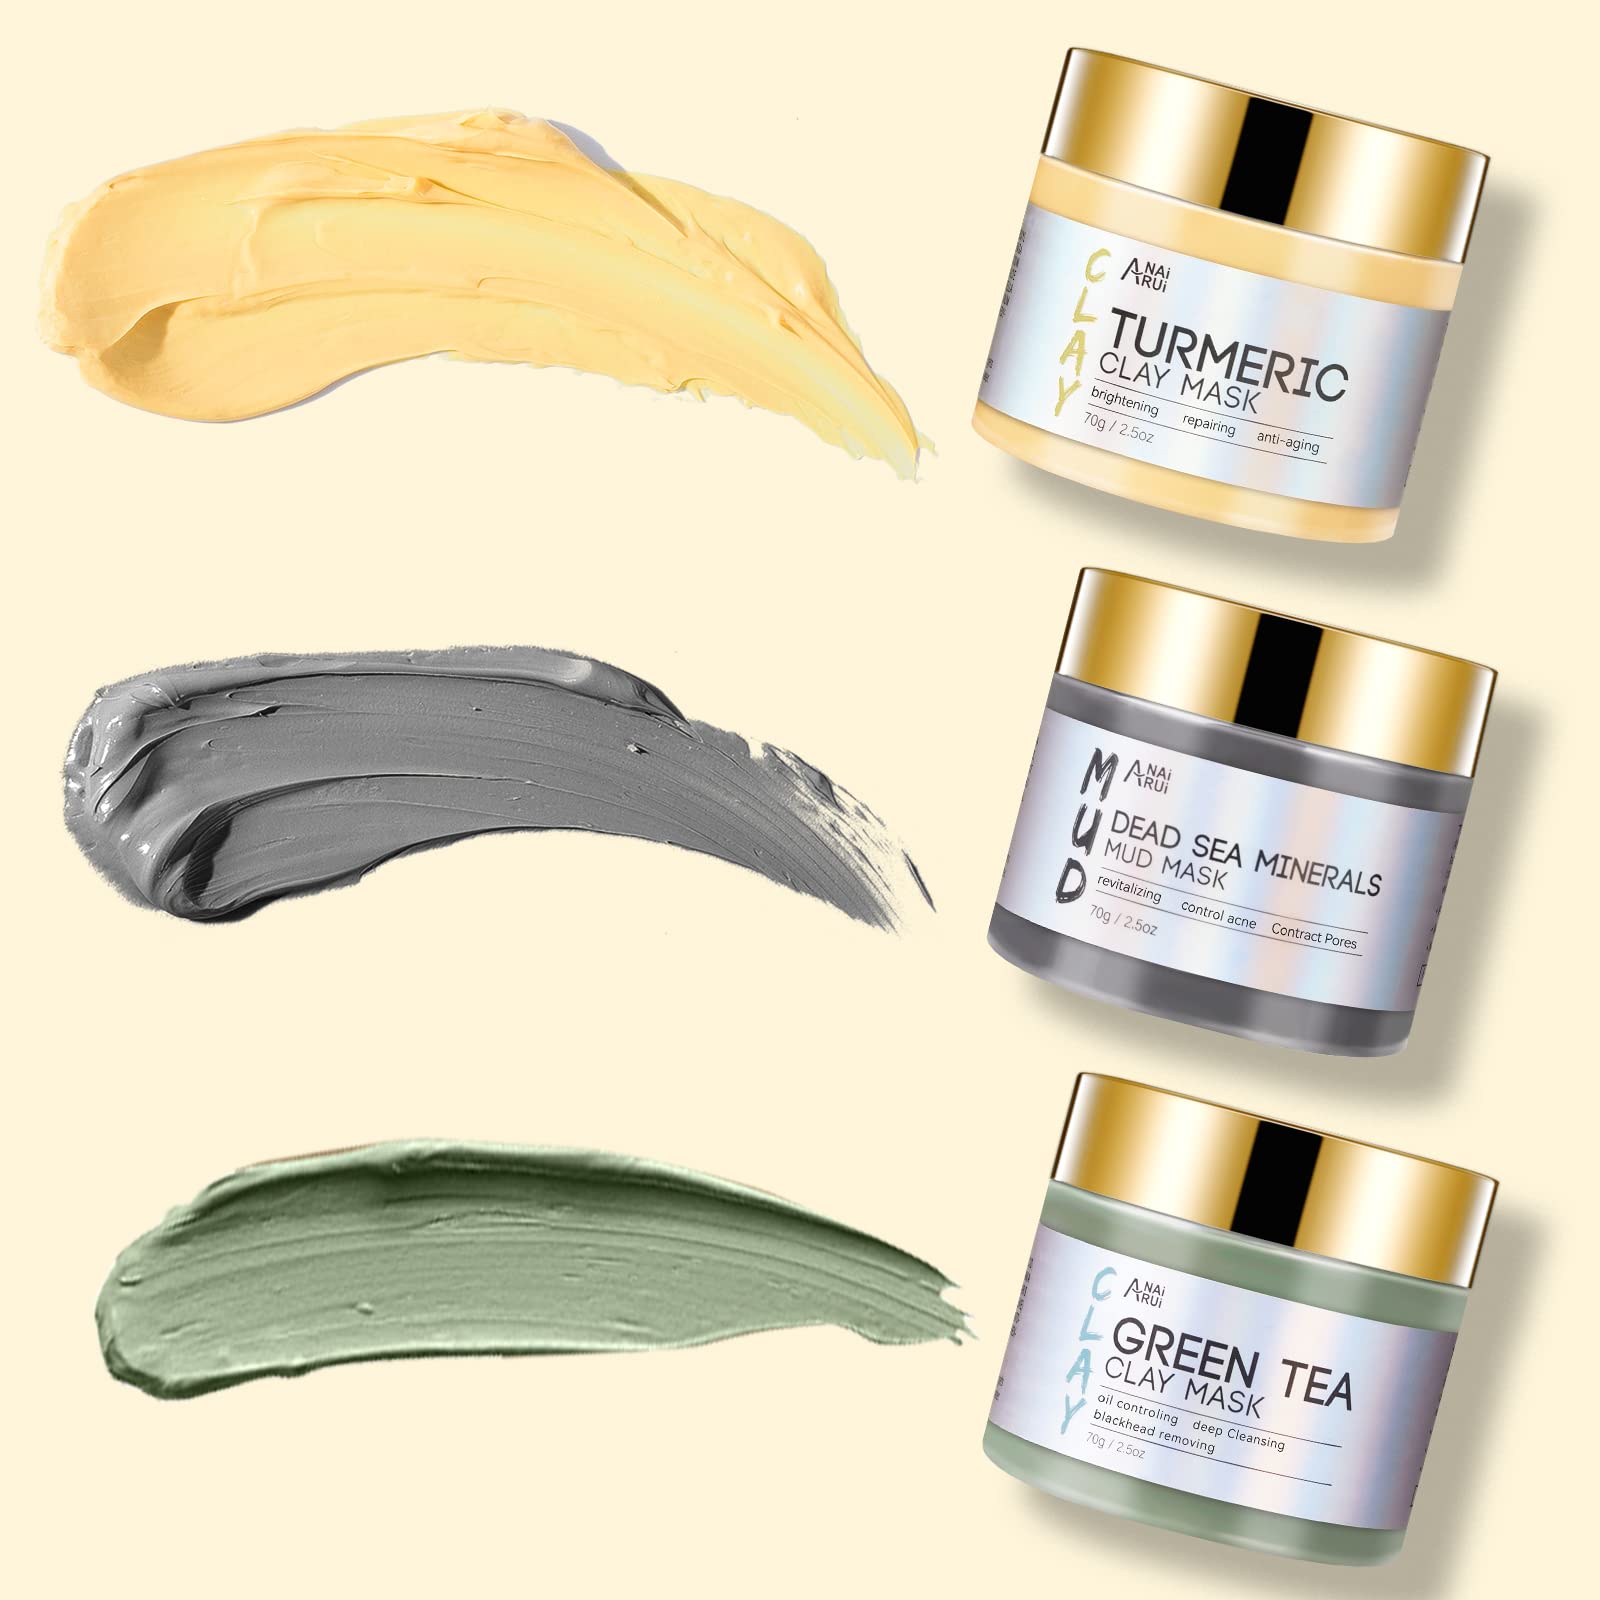 CLAY
ANAi
ARUi
TURMERIC
CLAY MASK
brightening repairing anti-aging
70g / 2.5oz
MUD
ANAi
ARUi
DEAD SEA MINERALS
MUD MASK
revitalizing control acne Contract Pores
70g / 2.5oz
CLAY
ANAi
ARUi
GREEN TEA
CLAY MASK
oil controling deep Cleansing
blackhead removing
70g / 2.5oz